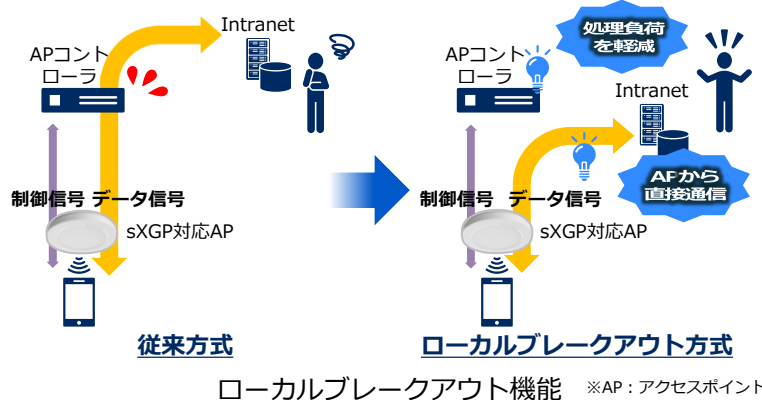 Intranet
APコント
ローラ
制御信号 データ信号
sXGP対応AP
従来方式
処理負荷
を軽減
APコント
ローラ
Intranet
APから
直接通信
制御信号 データ信号
sXGP対応AP
ローカルブレークアウト方式
ローカルブレークアウト機能 ※AP：アクセスポイント